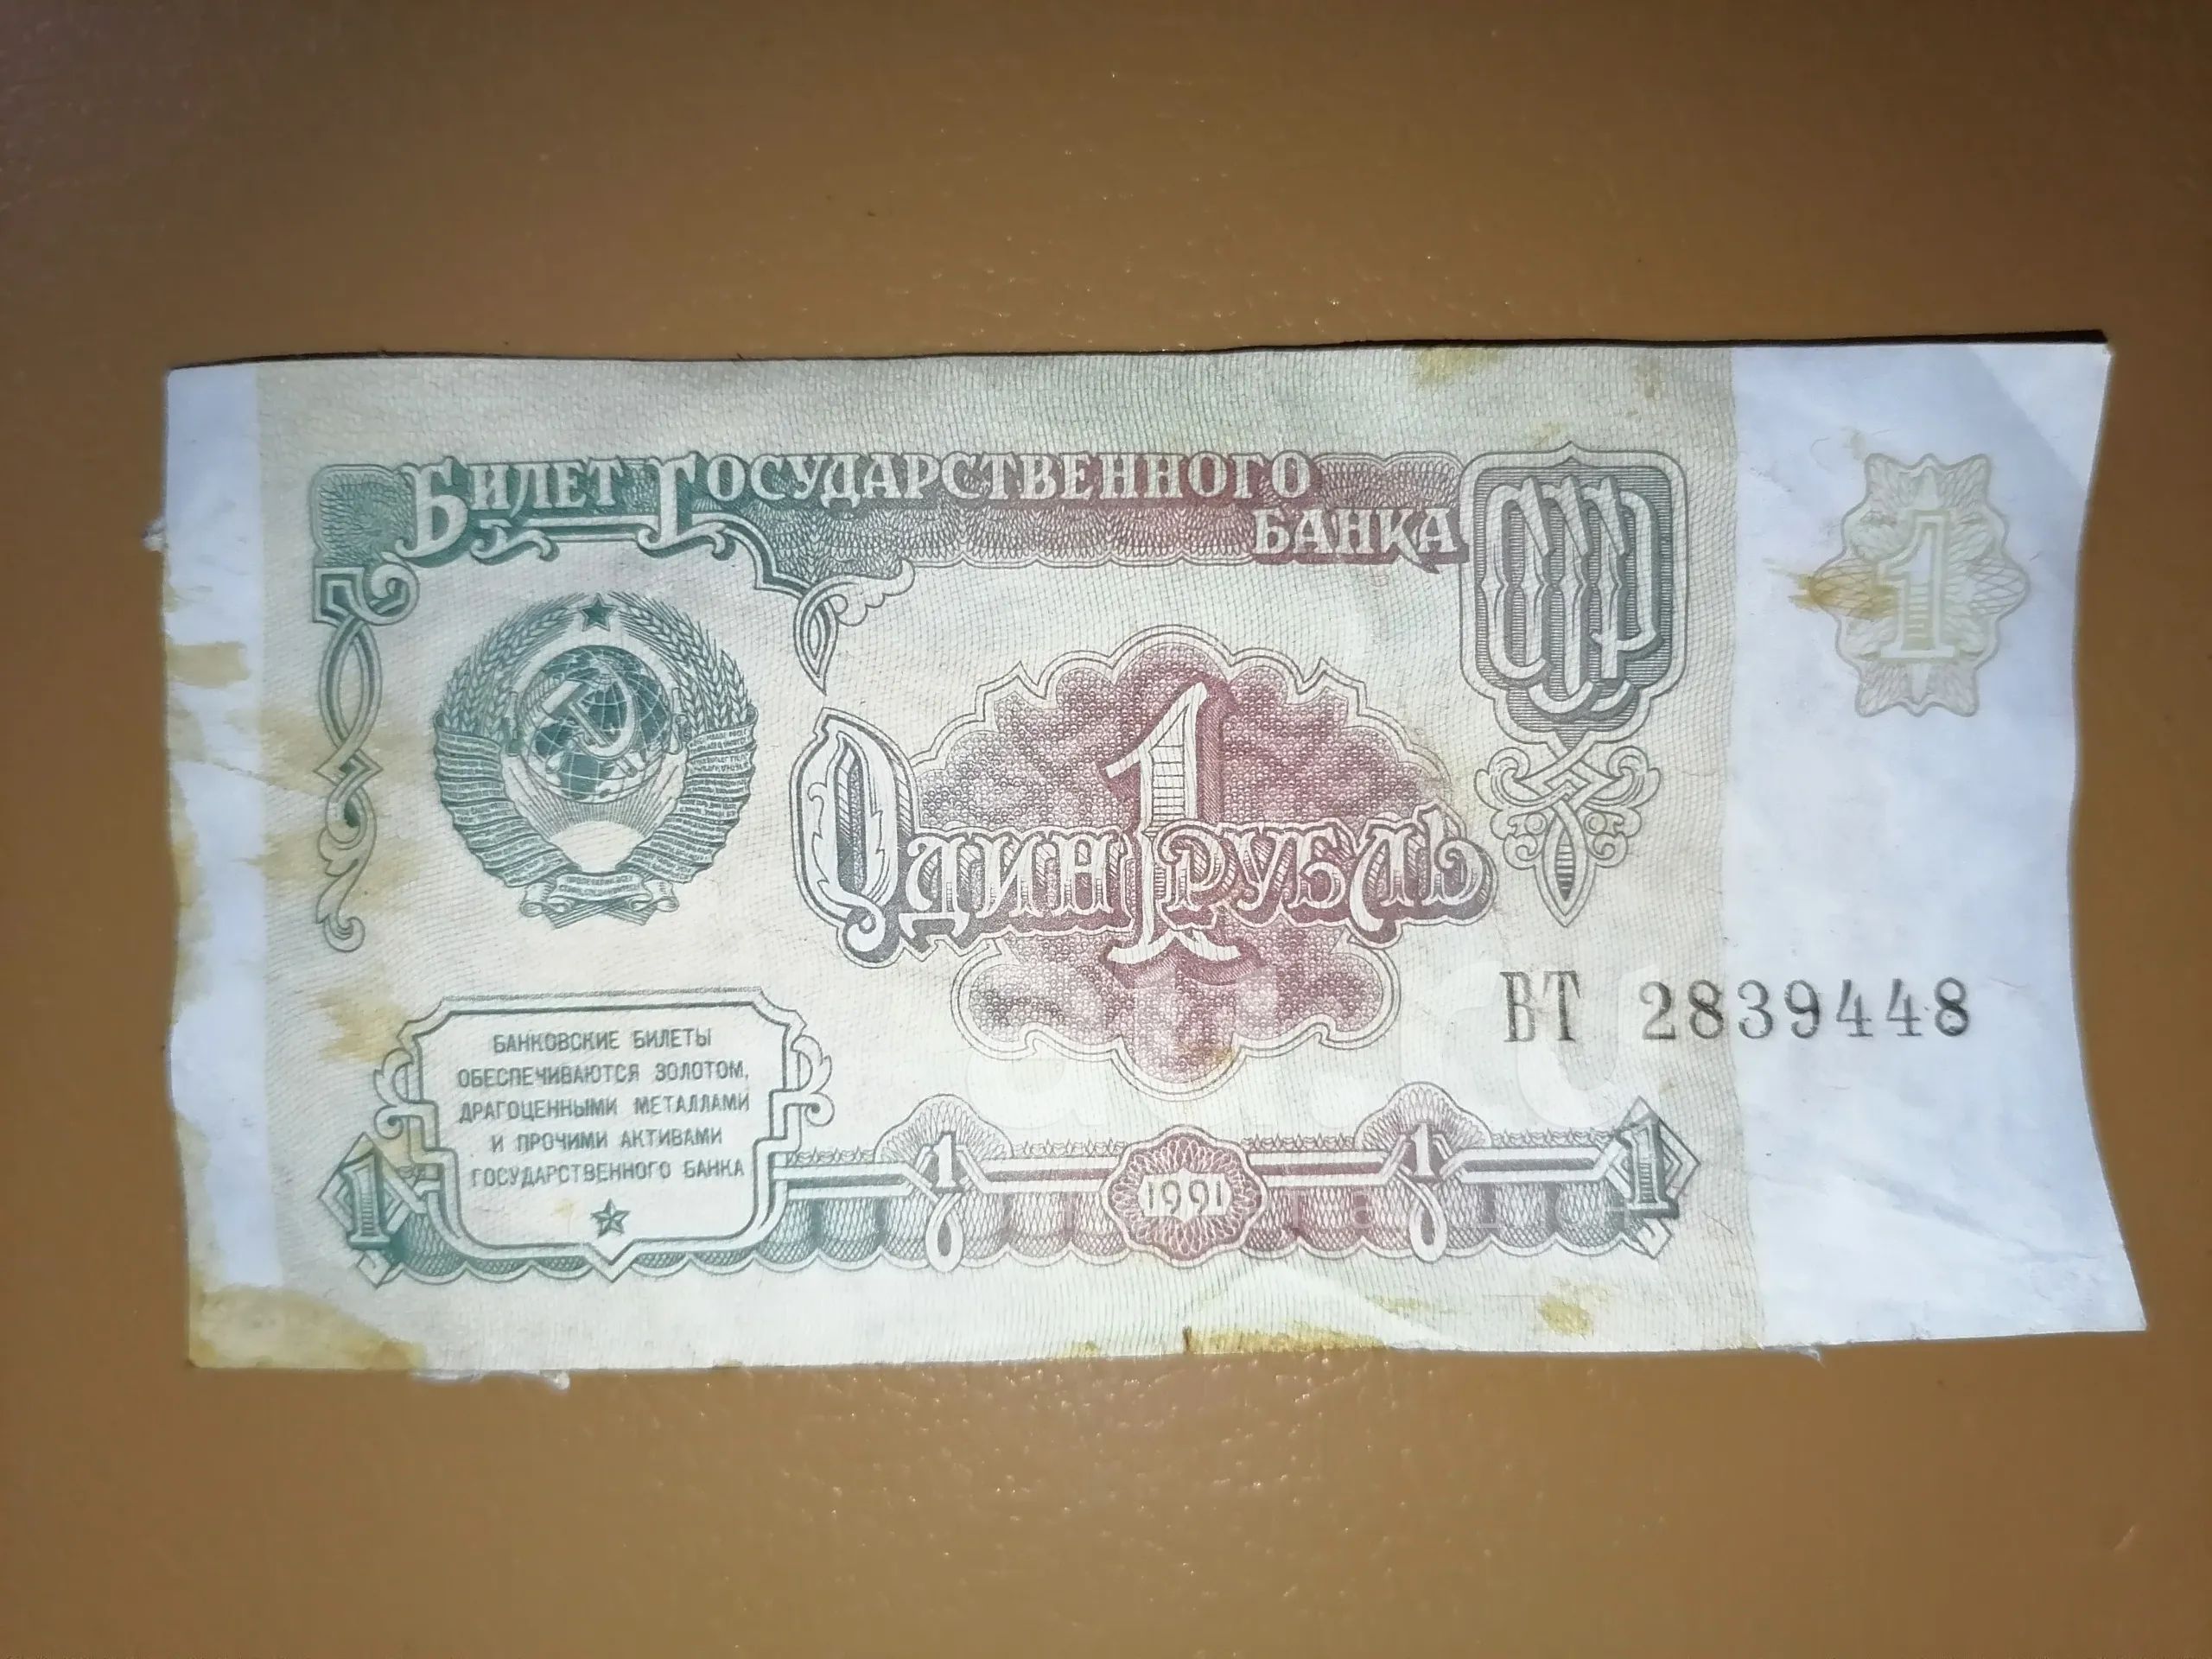 Билет Государственного
Банка
СССР
1
1
Один Рубль
ВТ 2839448
БАНКОВСКИЕ БИЛЕТЫ
ОБЕСПЕЧИВАЮТСЯ ЗОЛОТОМ,
ДРАГОЦЕННЫМИ МЕТАЛЛАМИ
И ПРОЧИМИ АКТИВАМИ
ГОСУДАРСТВЕННОГО БАНКА
1 1 1991 1 1